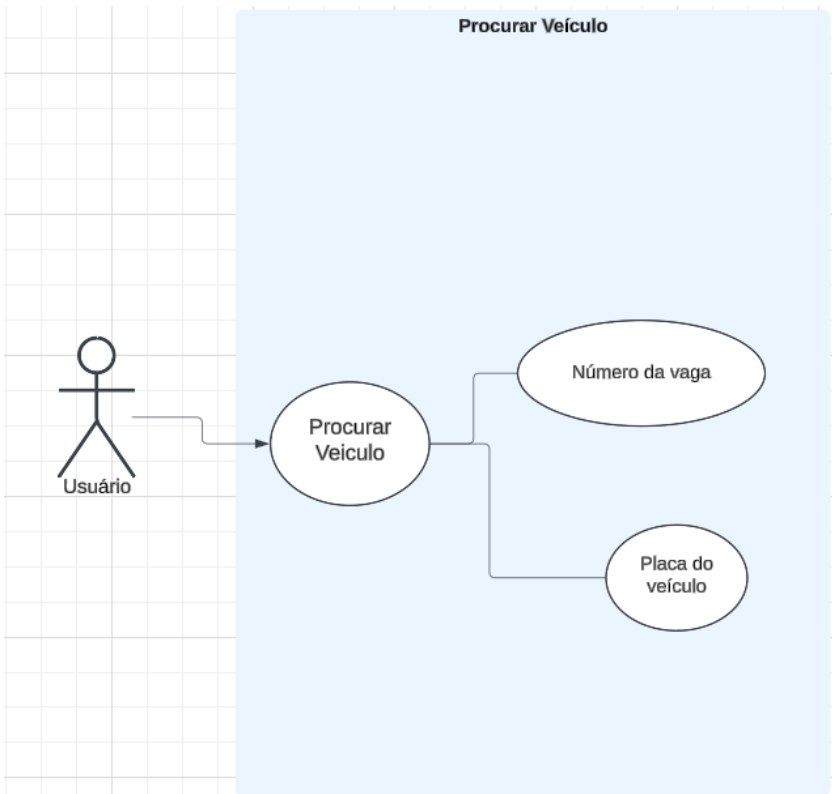 Procurar Veículo
Número da vaga
Procurar
Veiculo
Usuário
Placa do
veículo